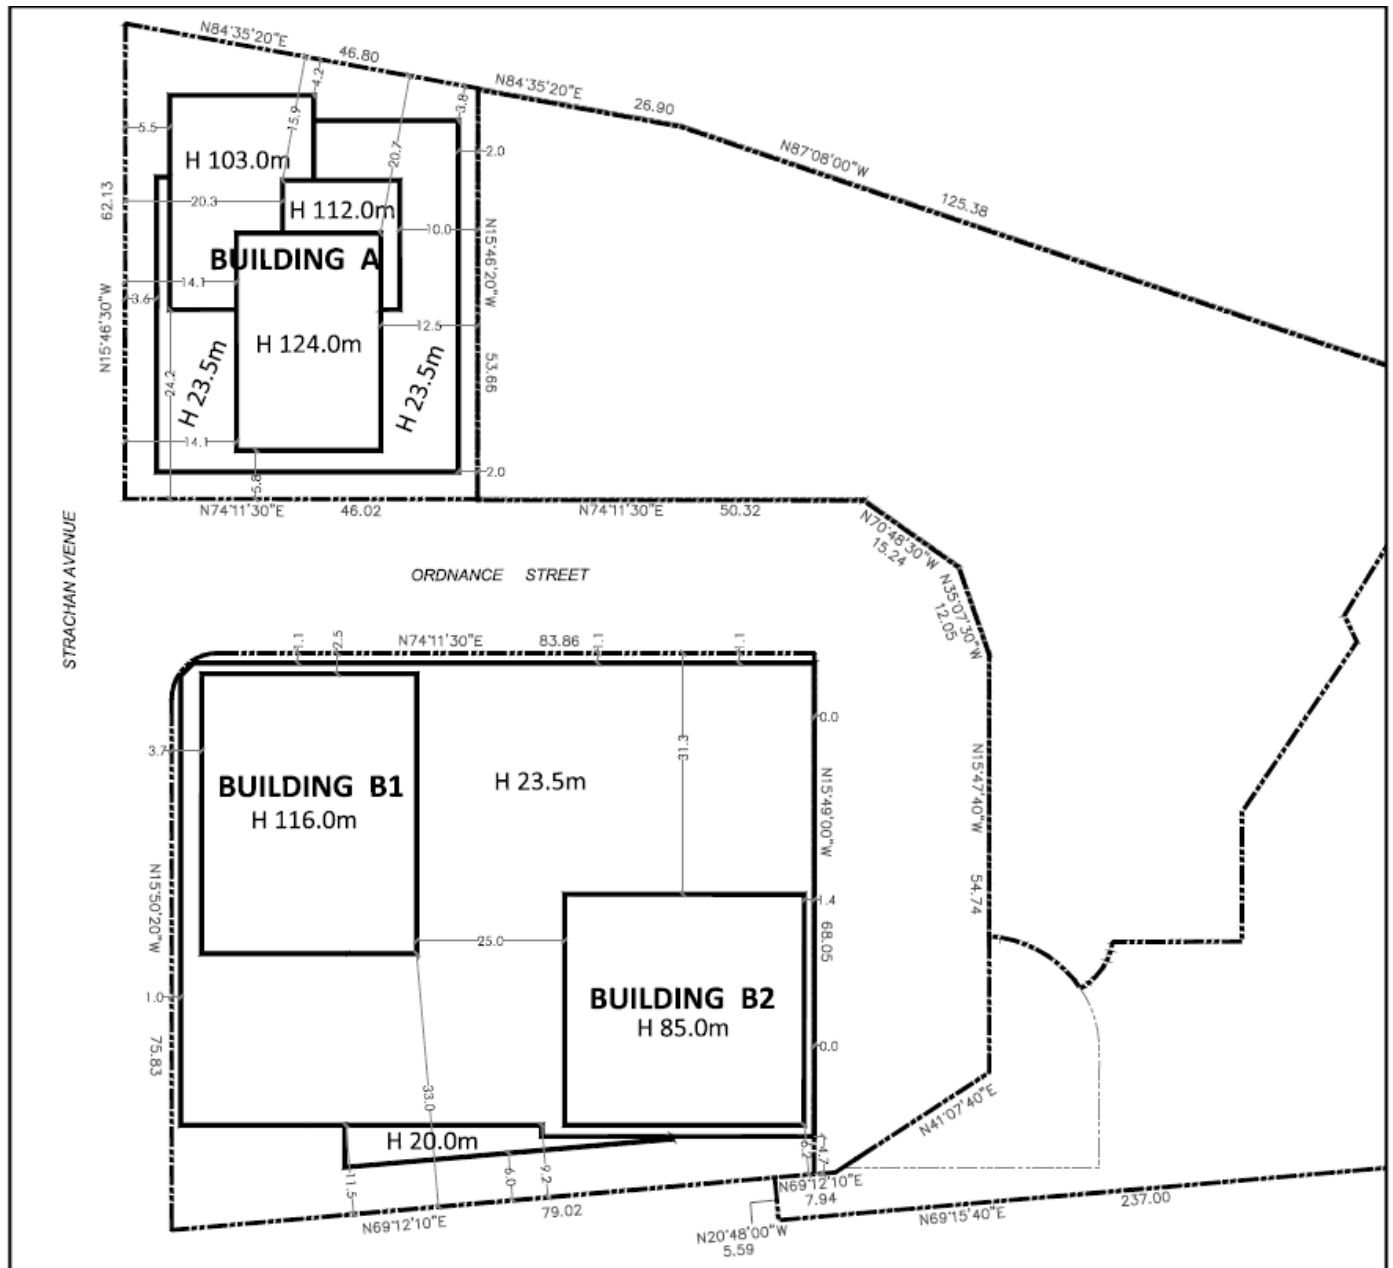 N84°35'20"E
46.80
N84°35'20"E
26.90
N87°08'00"W
125.38
4.2
3.8
15.9
5.5
20.7
2.0
H 103.0m
62.13
20.3
H 112.0m
10.0
N15°46'20"W
BUILDING A
14.1
3.6
N15°46'30"W
12.5
H 124.0m
53.66
24.2
H 23.5m
H 23.5m
14.1
5.8
2.0
N74°11'30"E
46.02
N74°11'30"E
50.32
N70°48'30"W
15.24
N35°07'30"W
12.05
STRACHAN AVENUE
ORDNANCE STREET
1.1
2.5
N74°11'30"E
83.86
1.1
1.1
0.0
31.3
3.7
BUILDING B1
H 116.0m
H 23.5m
N15°49'00"W
N15°47'40"W
54.74
1.4
68.05
N15°50'20"W
25.0
BUILDING B2
H 85.0m
1.0
75.83
0.0
33.0
N41°07'40"E
H 20.0m
6.2
4.7
11.5
6.0
9.2
N69°12'10"E
79.02
N69°12'10"E
7.94
N20°48'00"W
5.59
N69°15'40"E
237.00